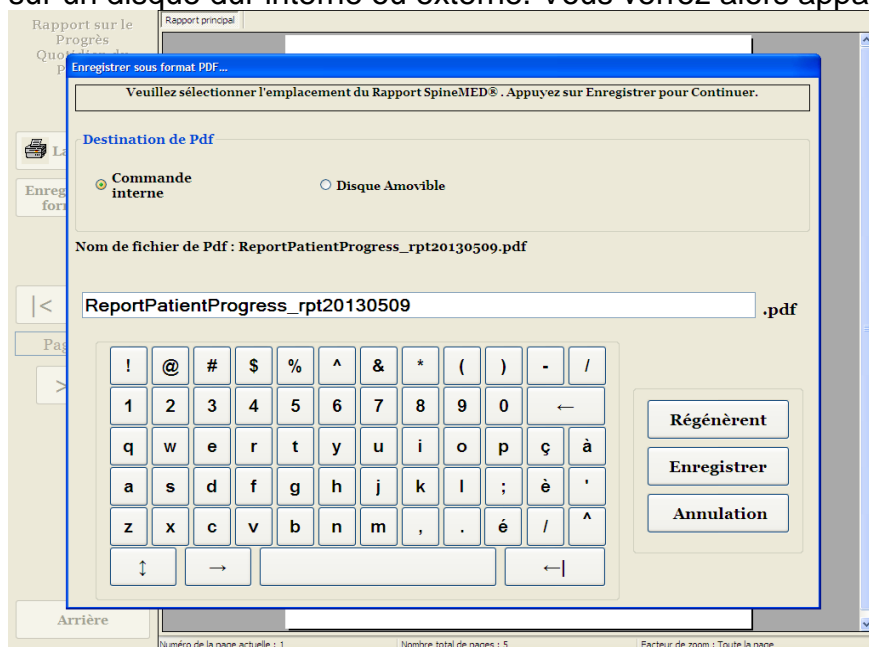 sur un disque dur interne ou externe. Vous verrez alors appa
Rapport sur le
Progrès
Rapport principal
Enregistrer sous format PDF...
Veuillez sélectionner l'emplacement du Rapport SpineMED® . Appuyez sur Enregistrer pour Continuer.
Destination de Pdf
Commande interne
Disque Amovible
Nom de fichier de Pdf : ReportPatientProgress_rpt20130509.pdf
ReportPatientProgress_rpt20130509 .pdf
! @ # $ % ^ & * ( ) - /
1 2 3 4 5 6 7 8 9 0 ←
q w e r t y u i o p ç à
a s d f g h j k l ; è '
z x c v b n m , . é / ^
↕ → ←|
Régénèrent
Enregistrer
Annulation
|<
>
Arrière
Numéro de la page actuelle : 1 Nombre total de pages : 5 Facteur de zoom : Toute la page